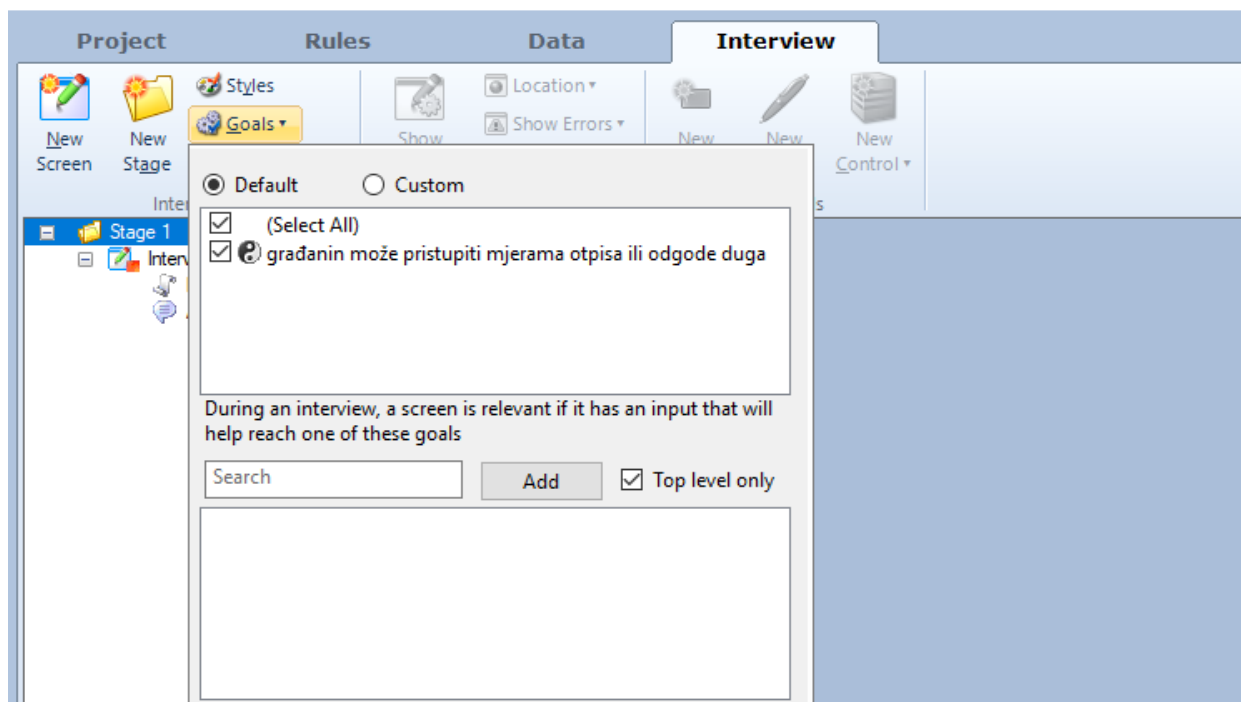 Project Rules Data Interview
New Screen
New Stage
Styles
Goals
Show
Location
Show Errors
New
New
New Control
Inter
s
Default Custom
Stage 1
(Select All)
Interv
građanin može pristupiti mjerama otpisa ili odgode duga
During an interview, a screen is relevant if it has an input that will
help reach one of these goals
Search Add Top level only